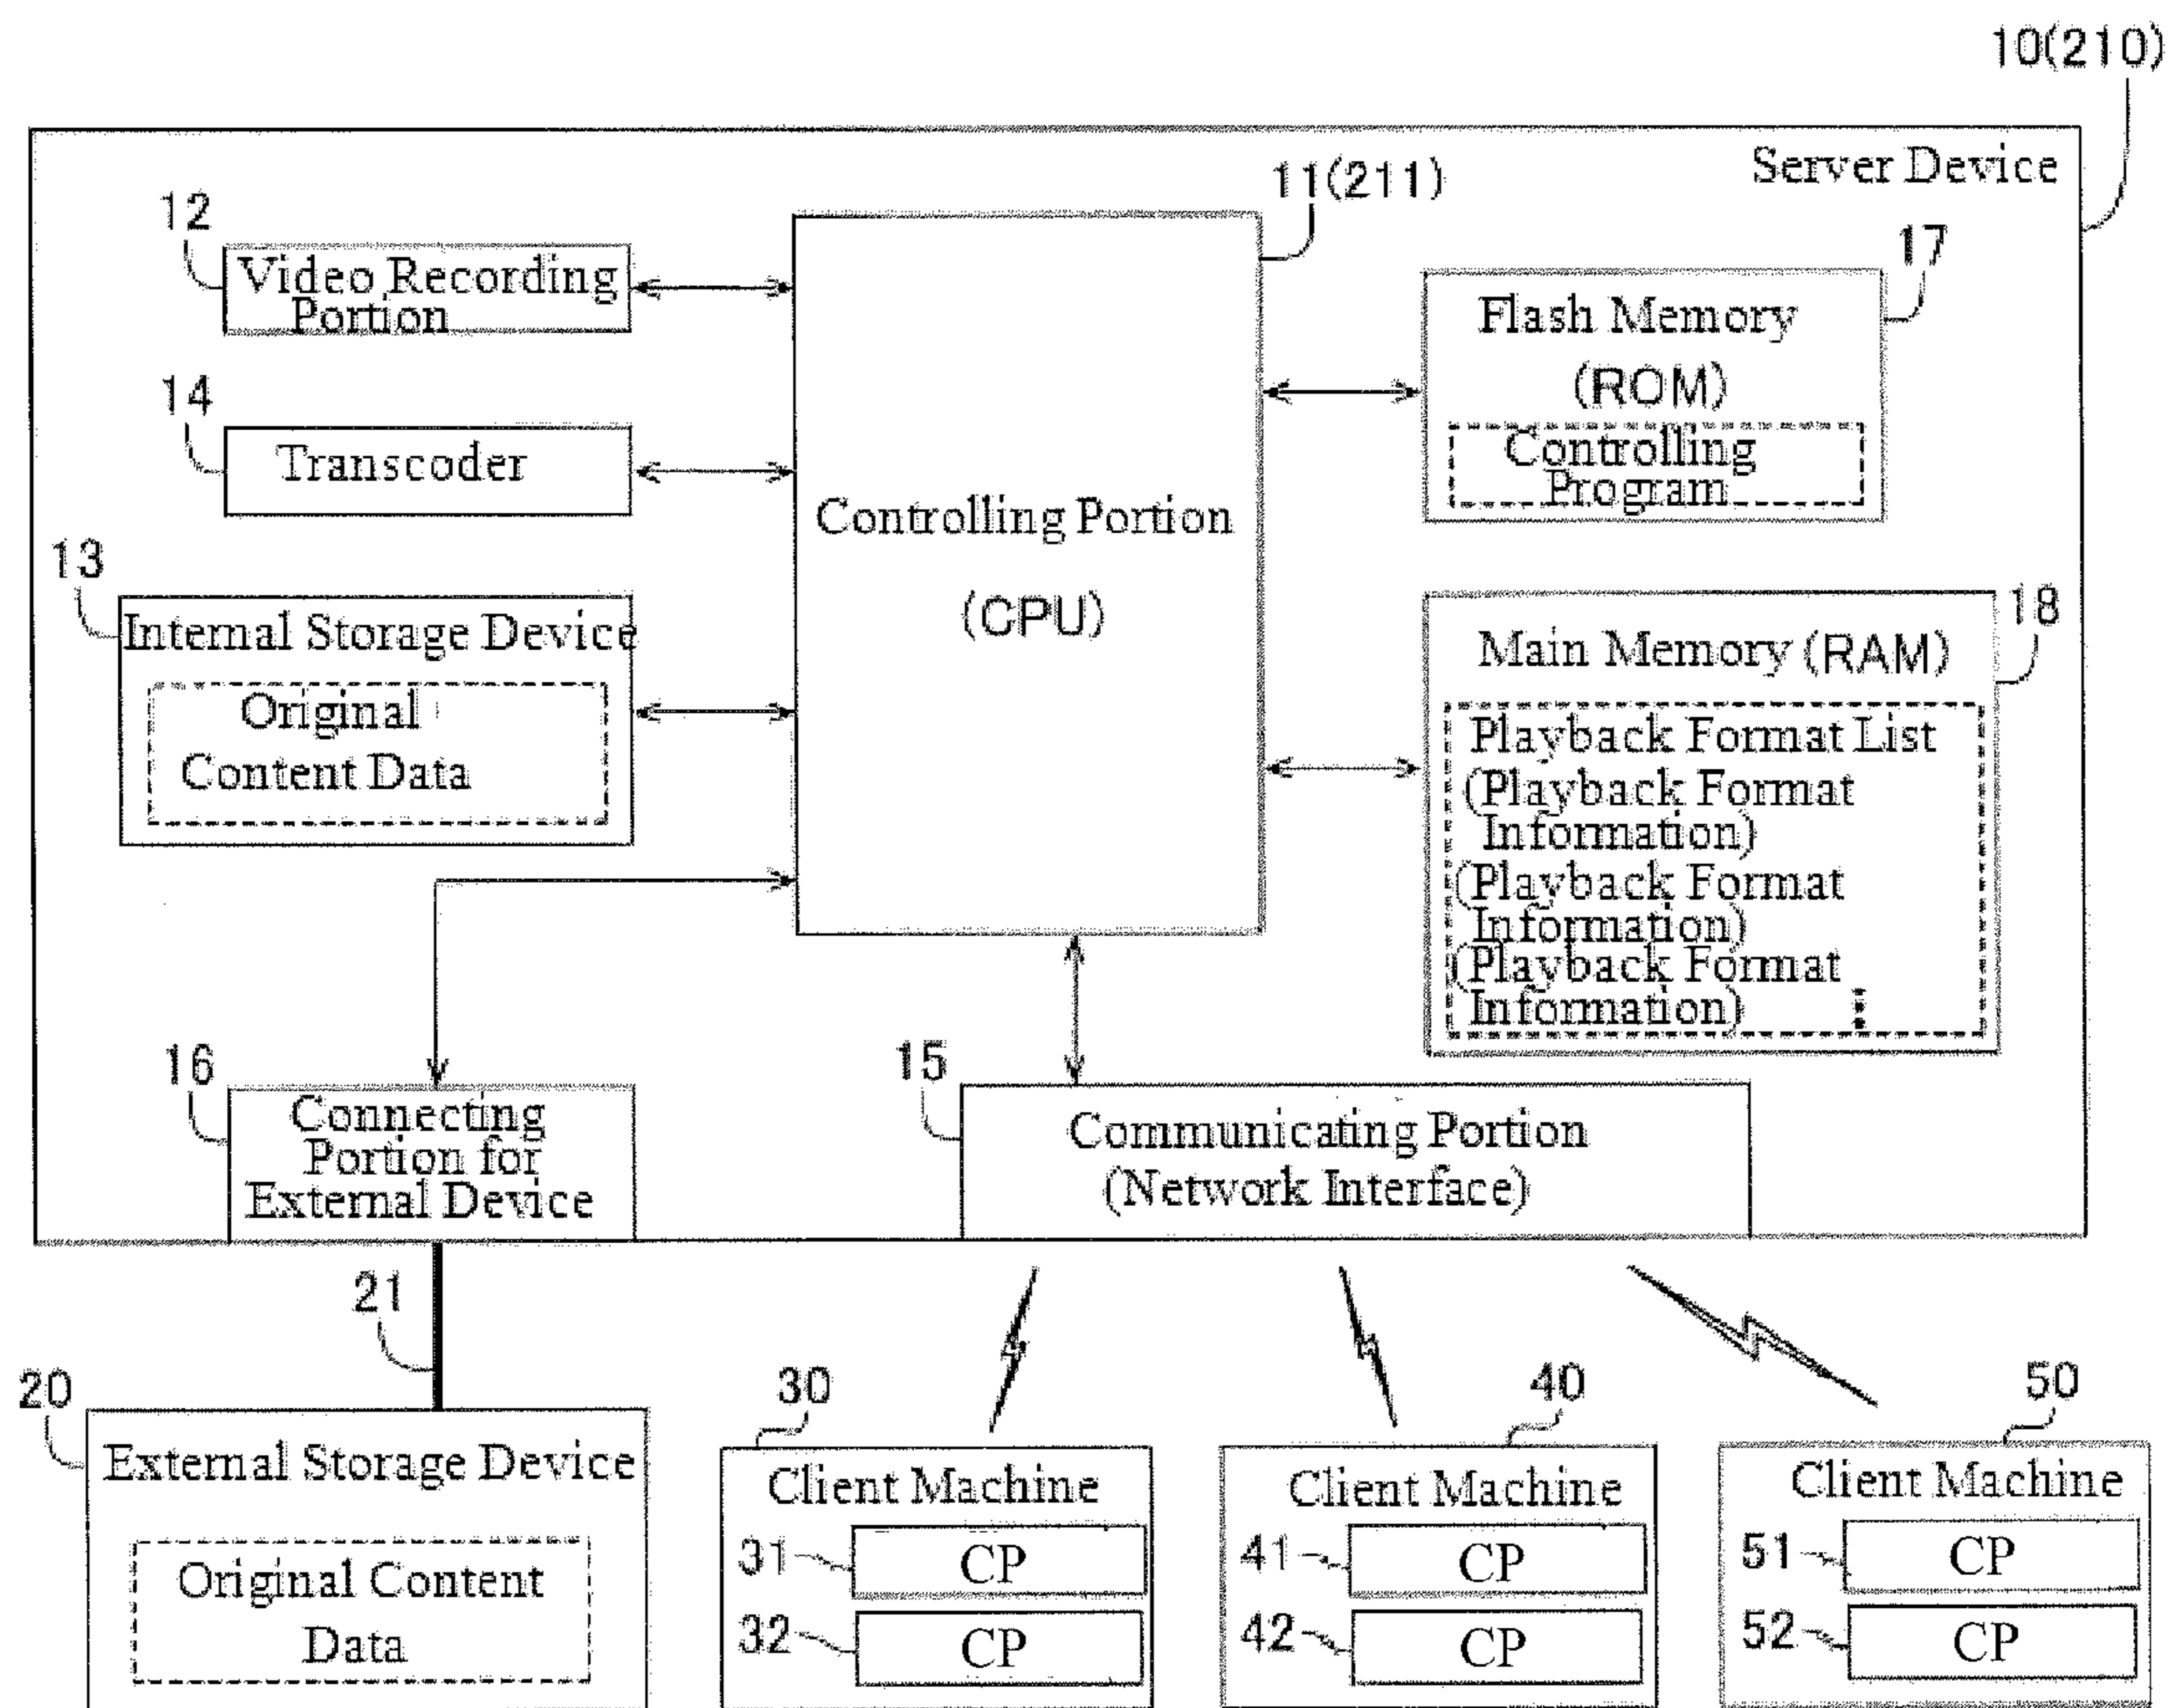 10(210)
Server Device
11(211)
12
Video Recording
Portion
17
Flash Memory
(ROM)
Controlling
Program
14
Transcoder
Controlling Portion
(CPU)
13
Internal Storage Device
Original
Content Data
18
Main Memory (RAM)
Playback Format List
(Playback Format
Information)
(Playback Format
Information)
(Playback Format
Information)
16
Connecting
Portion for
External Device
15
Communicating Portion
(Network Interface)
21
20
External Storage Device
Original Content
Data
30
Client Machine
31
CP
32
CP
40
Client Machine
41
CP
42
CP
50
Client Machine
51
CP
52
CP